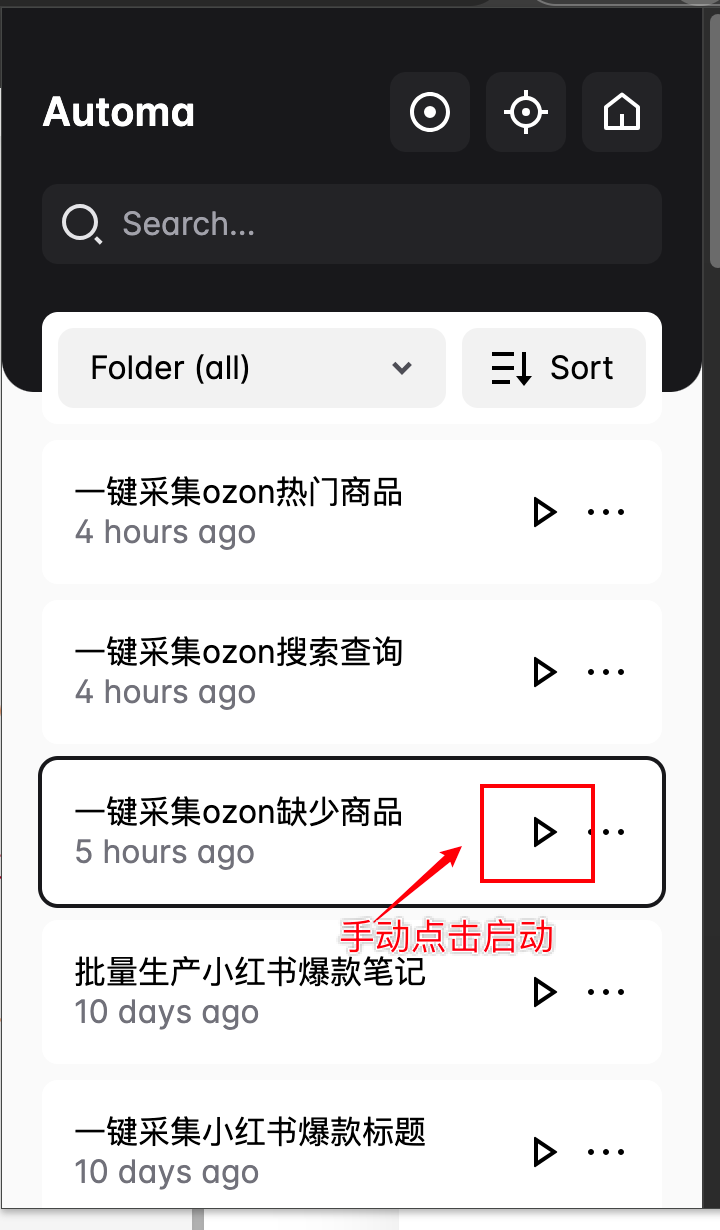 Automa
Search...
Folder (all)
Sort
一键采集ozon热门商品
4 hours ago
一键采集ozon搜索查询
4 hours ago
一键采集ozon缺少商品
5 hours ago
手动点击启动
批量生产小红书爆款笔记
10 days ago
一键采集小红书爆款标题
10 days ago